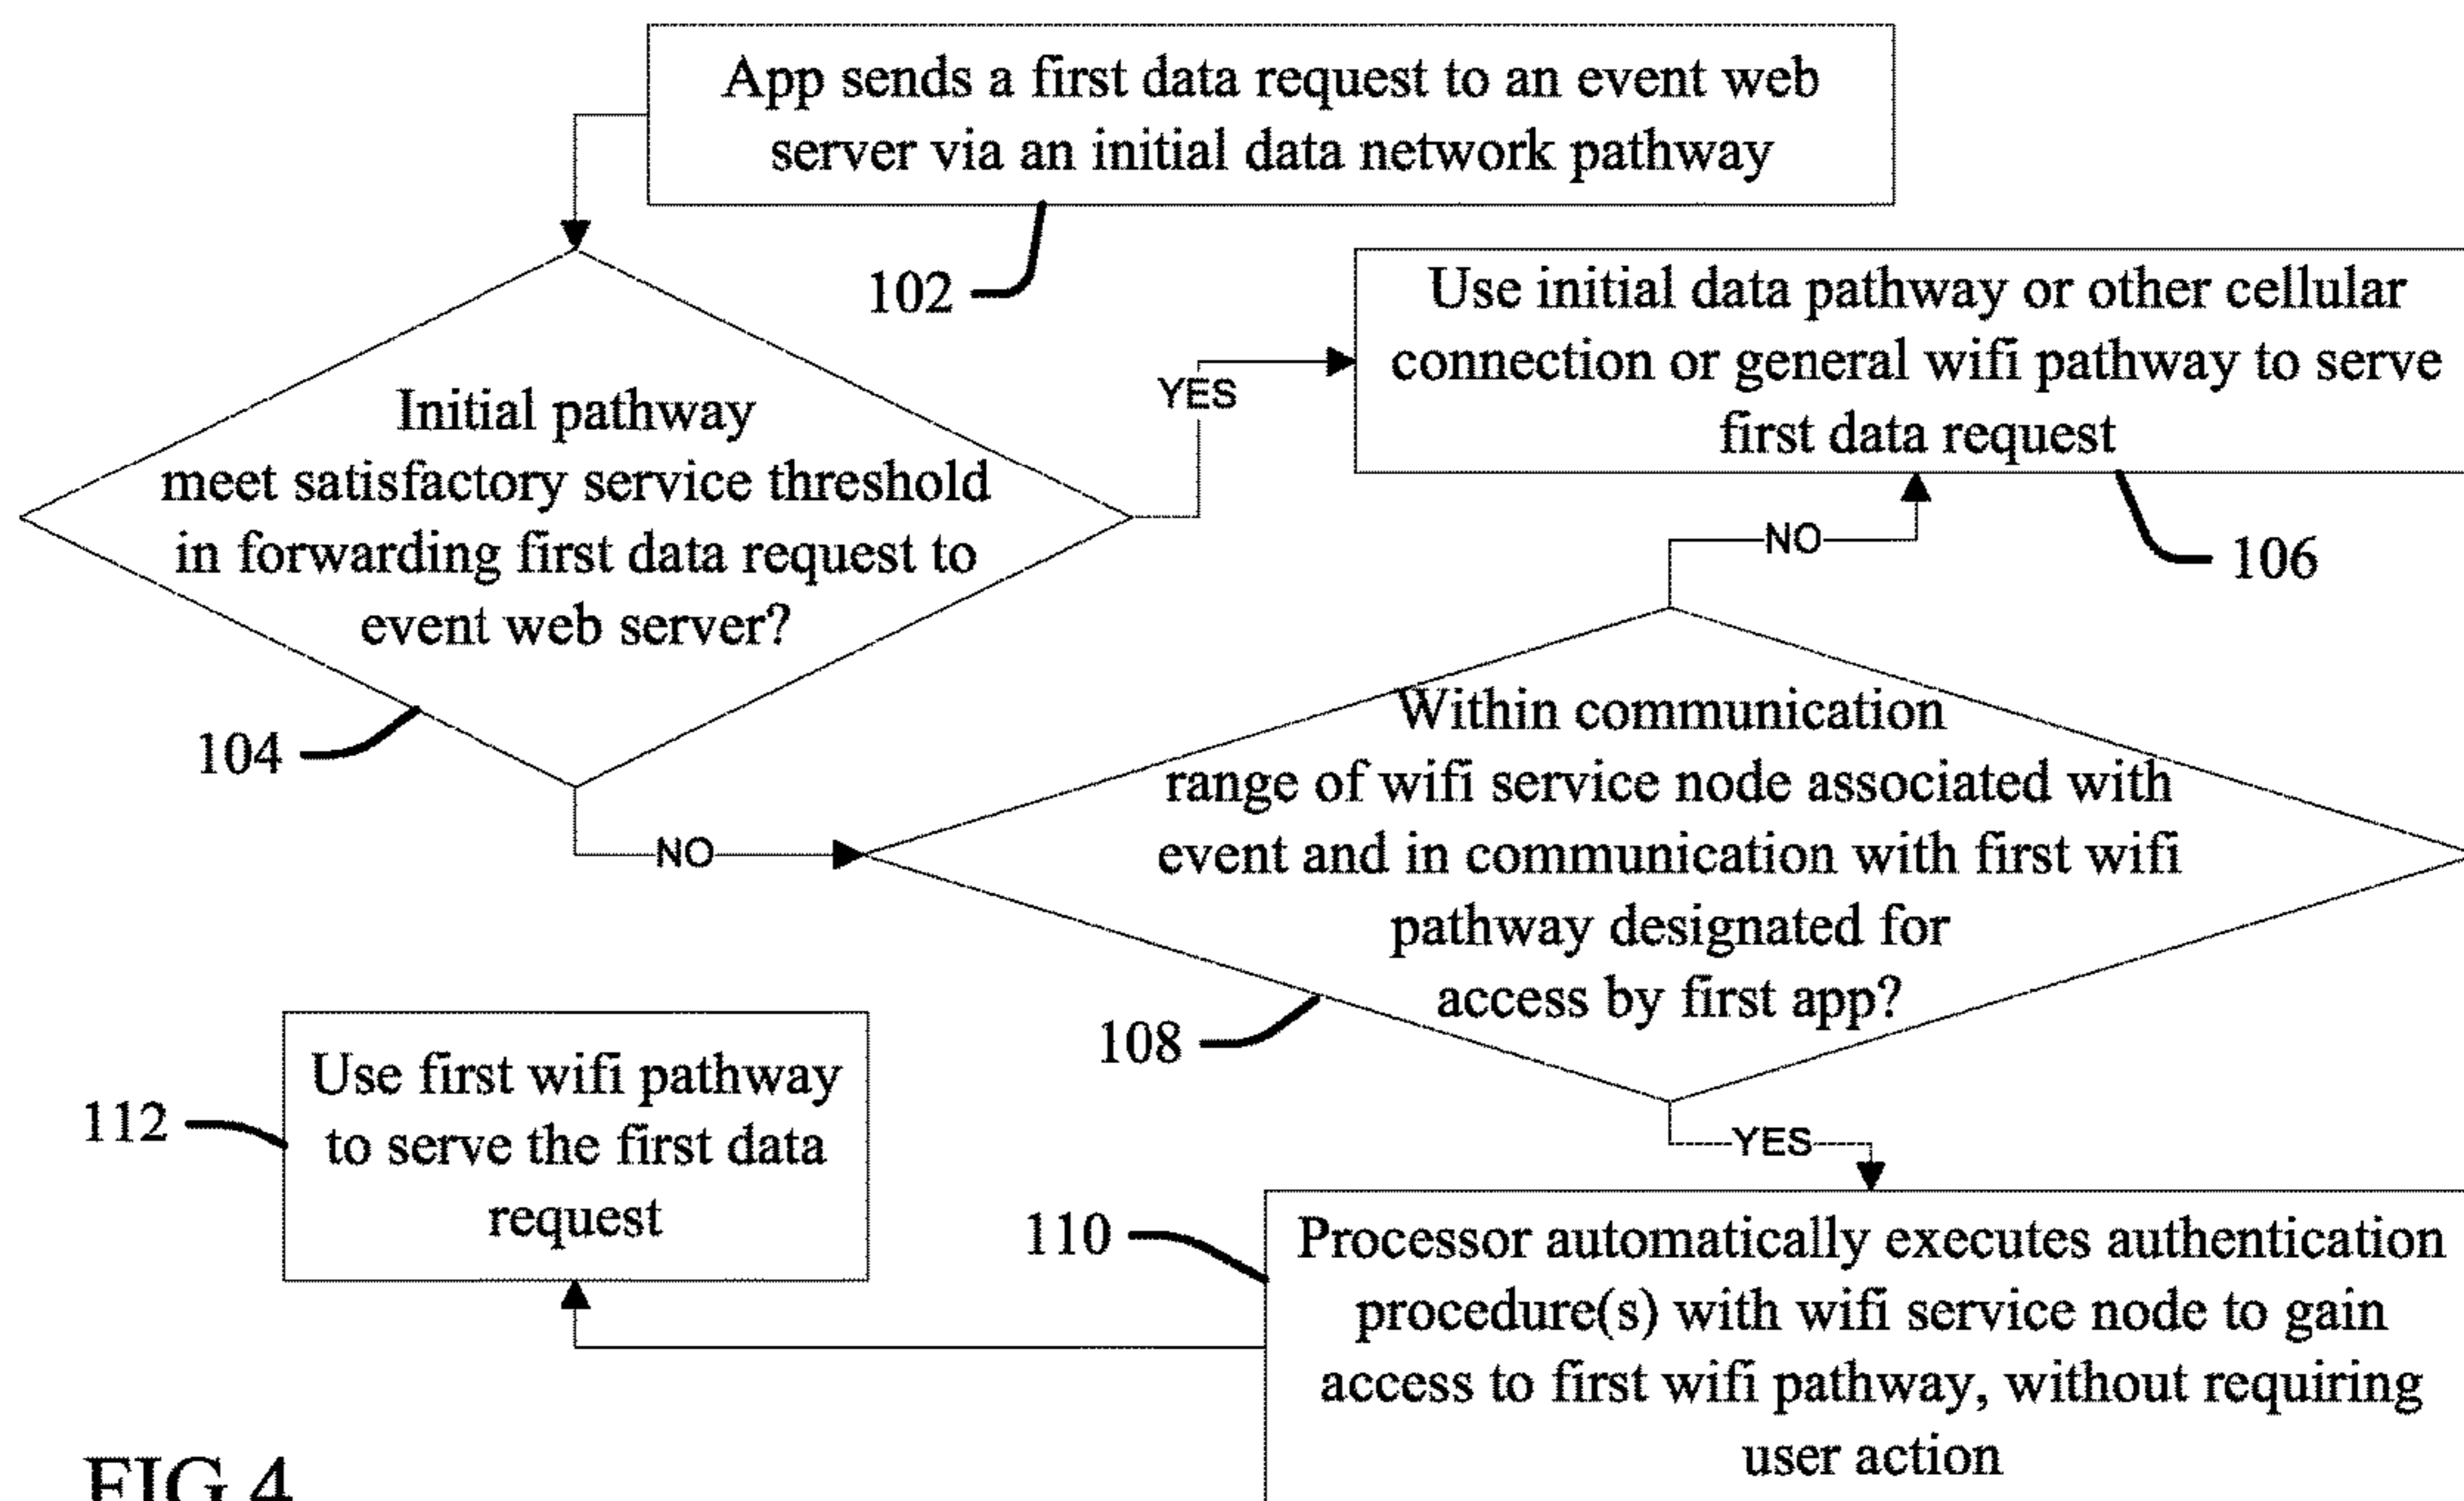 App sends a first data request to an event web
server via an initial data network pathway
102
Initial pathway
meet satisfactory service threshold
in forwarding first data request to
event web server?
104
YES
Use initial data pathway or other cellular
connection or general wifi pathway to serve
first data request
106
NO
NO
Within communication
range of wifi service node associated with
event and in communication with first wifi
pathway designated for
access by first app?
108
YES
110
Processor automatically executes authentication
procedure(s) with wifi service node to gain
access to first wifi pathway, without requiring
user action
112
Use first wifi pathway
to serve the first data
request
FIG 4